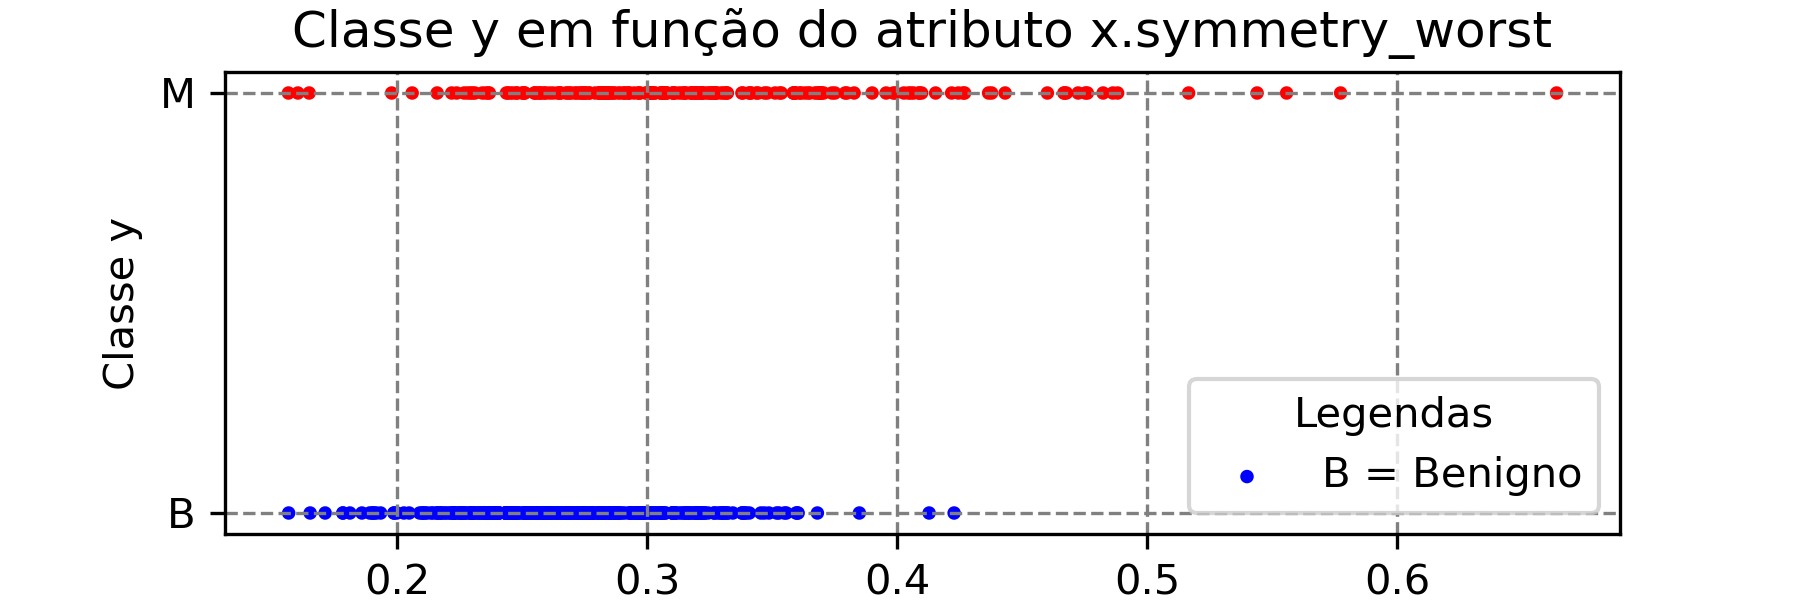 Classe y em função do atributo x.symmetry_worst
M
Classe y
B
Legendas
B = Benigno
0.2 0.3 0.4 0.5 0.6